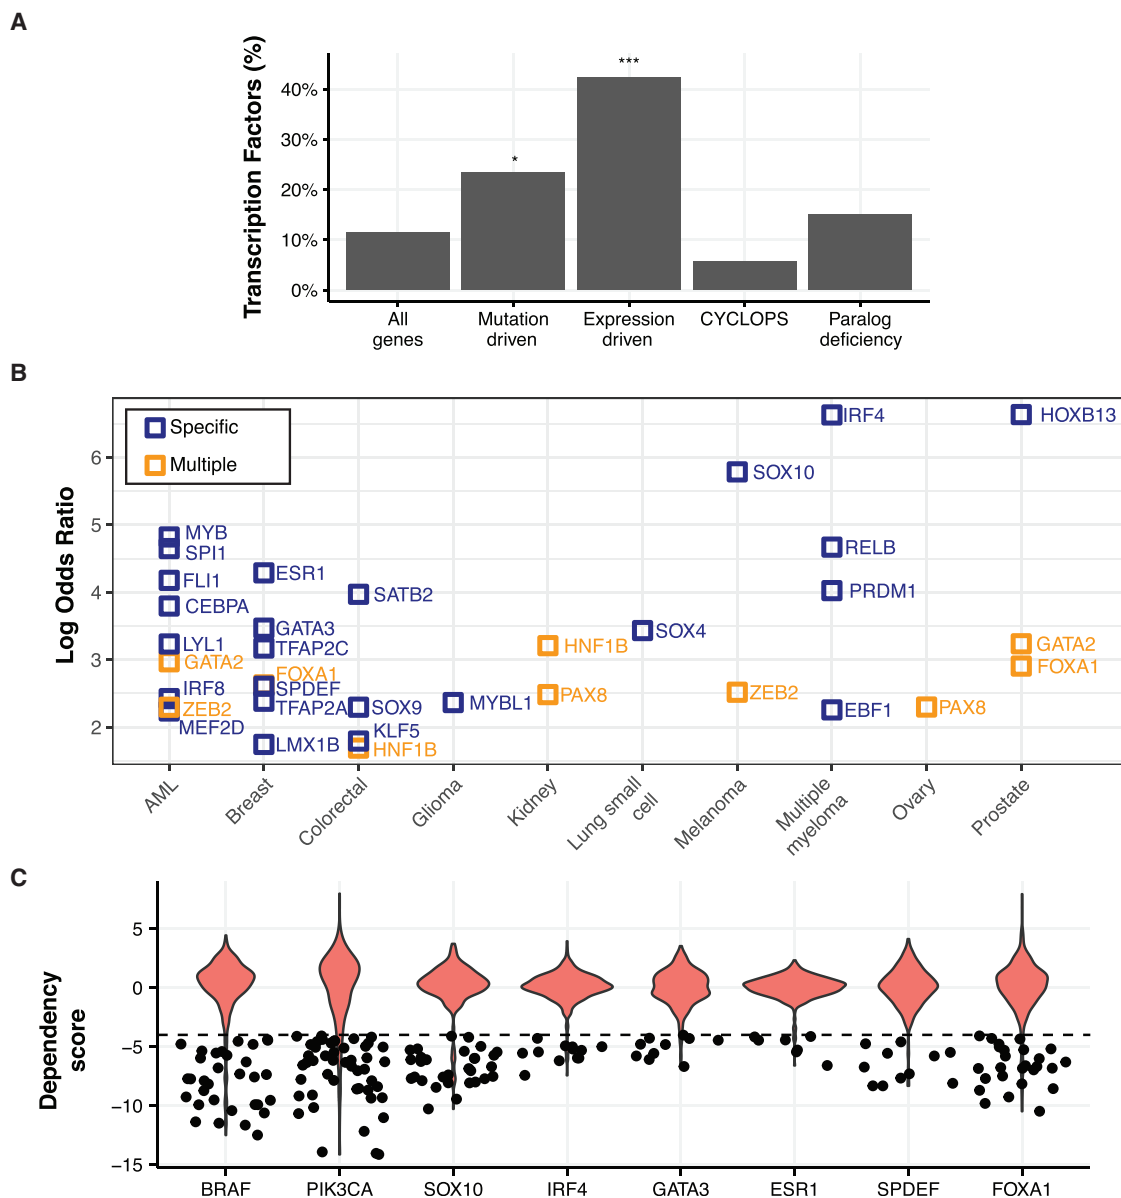 A
Transcription Factors (%)
40%
30%
20%
10%
0%
*
***
All
genes
Mutation
driven
Expression
driven
CYCLOPS
Paralog
deficiency
B
Log Odds Ratio
6
5
4
3
2
Specific
Multiple
MYB
SPI1
FLI1
CEBPA
LYL1
GATA2
IRF8
ZEB2
MEF2D
ESR1
GATA3
TFAP2C
FOXA1
SPDEF
TFAP2A
LMX1B
SATB2
SOX9
KLF5
HNF1B
MYBL1
HNF1B
PAX8
SOX4
SOX10
ZEB2
IRF4
RELB
PRDM1
EBF1
PAX8
HOXB13
GATA2
FOXA1
AML
Breast
Colorectal
Glioma
Kidney
Lung small
cell
Melanoma
Multiple
myeloma
Ovary
Prostate
C
Dependency
score
5
0
−5
−10
−15
BRAF
PIK3CA
SOX10
IRF4
GATA3
ESR1
SPDEF
FOXA1